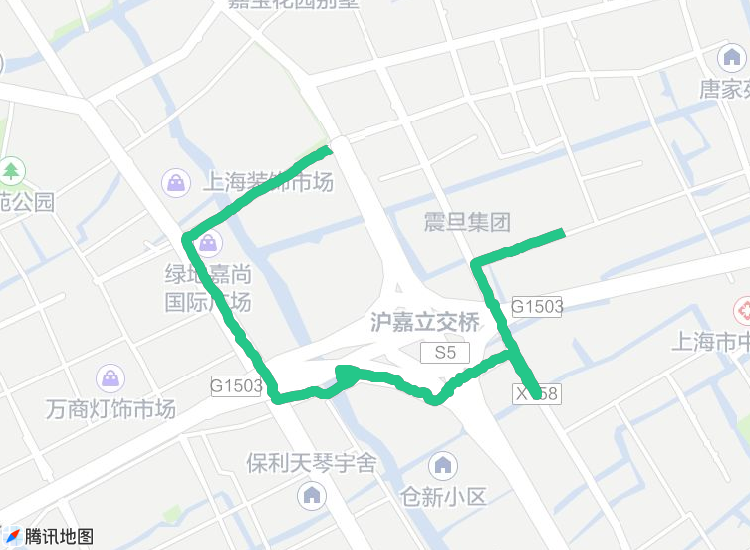 嘉宝花园别墅
唐家苑
上海装饰市场
苑公园
震旦集团
绿地嘉尚
国际广场
G1503
沪嘉立交桥
上海市中
S5
G1503
万商灯饰市场
保利天琴宇舍
仓新小区
腾讯地图